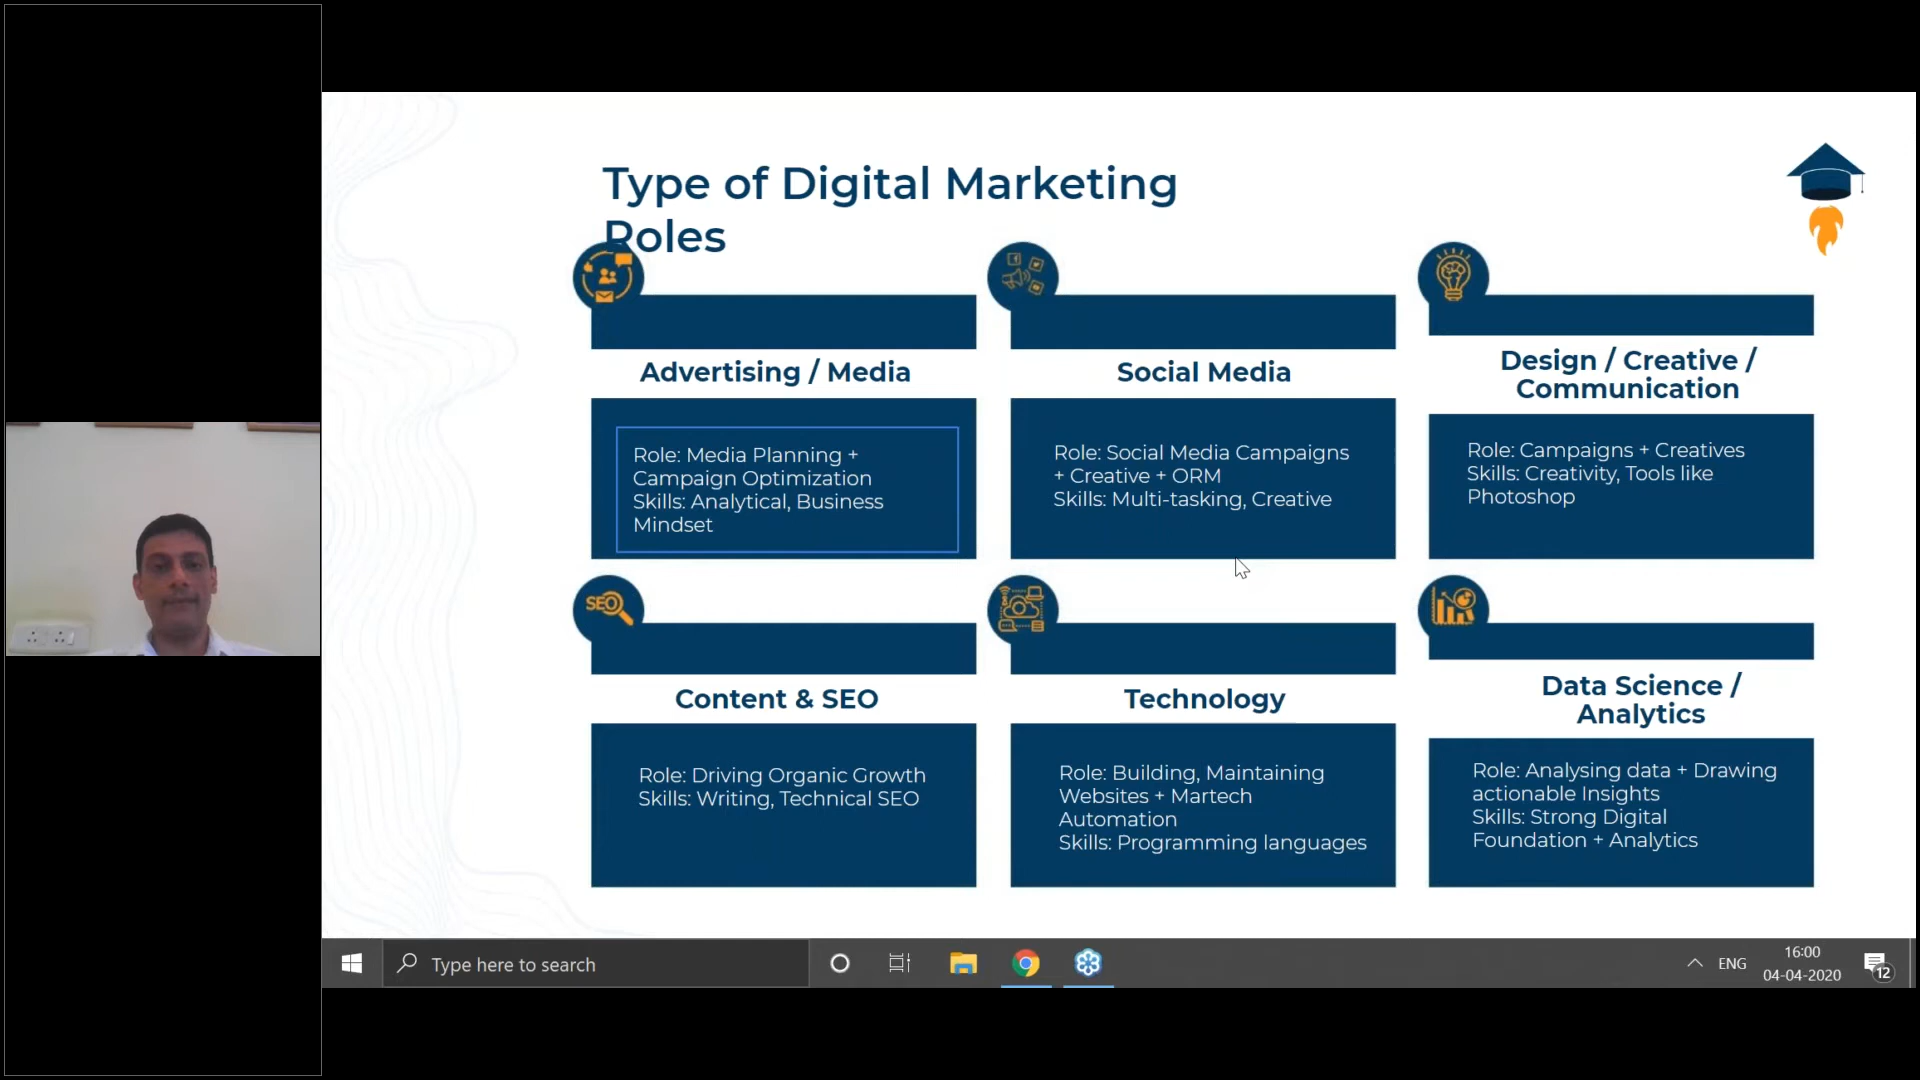 Type of Digital Marketing
Roles
Advertising / Media
Role: Media Planning +
Campaign Optimization
Skills: Analytical, Business
Mindset
Social Media
Role: Social Media Campaigns
+ Creative + ORM
Skills: Multi-tasking, Creative
Design / Creative /
Communication
Role: Campaigns + Creatives
Skills: Creativity, Tools like
Photoshop
SEO
Content & SEO
Role: Driving Organic Growth
Skills: Writing, Technical SEO
Technology
Role: Building, Maintaining
Websites + Martech
Automation
Skills: Programming languages
Data Science /
Analytics
Role: Analysing data + Drawing
actionable Insights
Skills: Strong Digital
Foundation + Analytics
Type here to search
ENG
16:00
04-04-2020
12